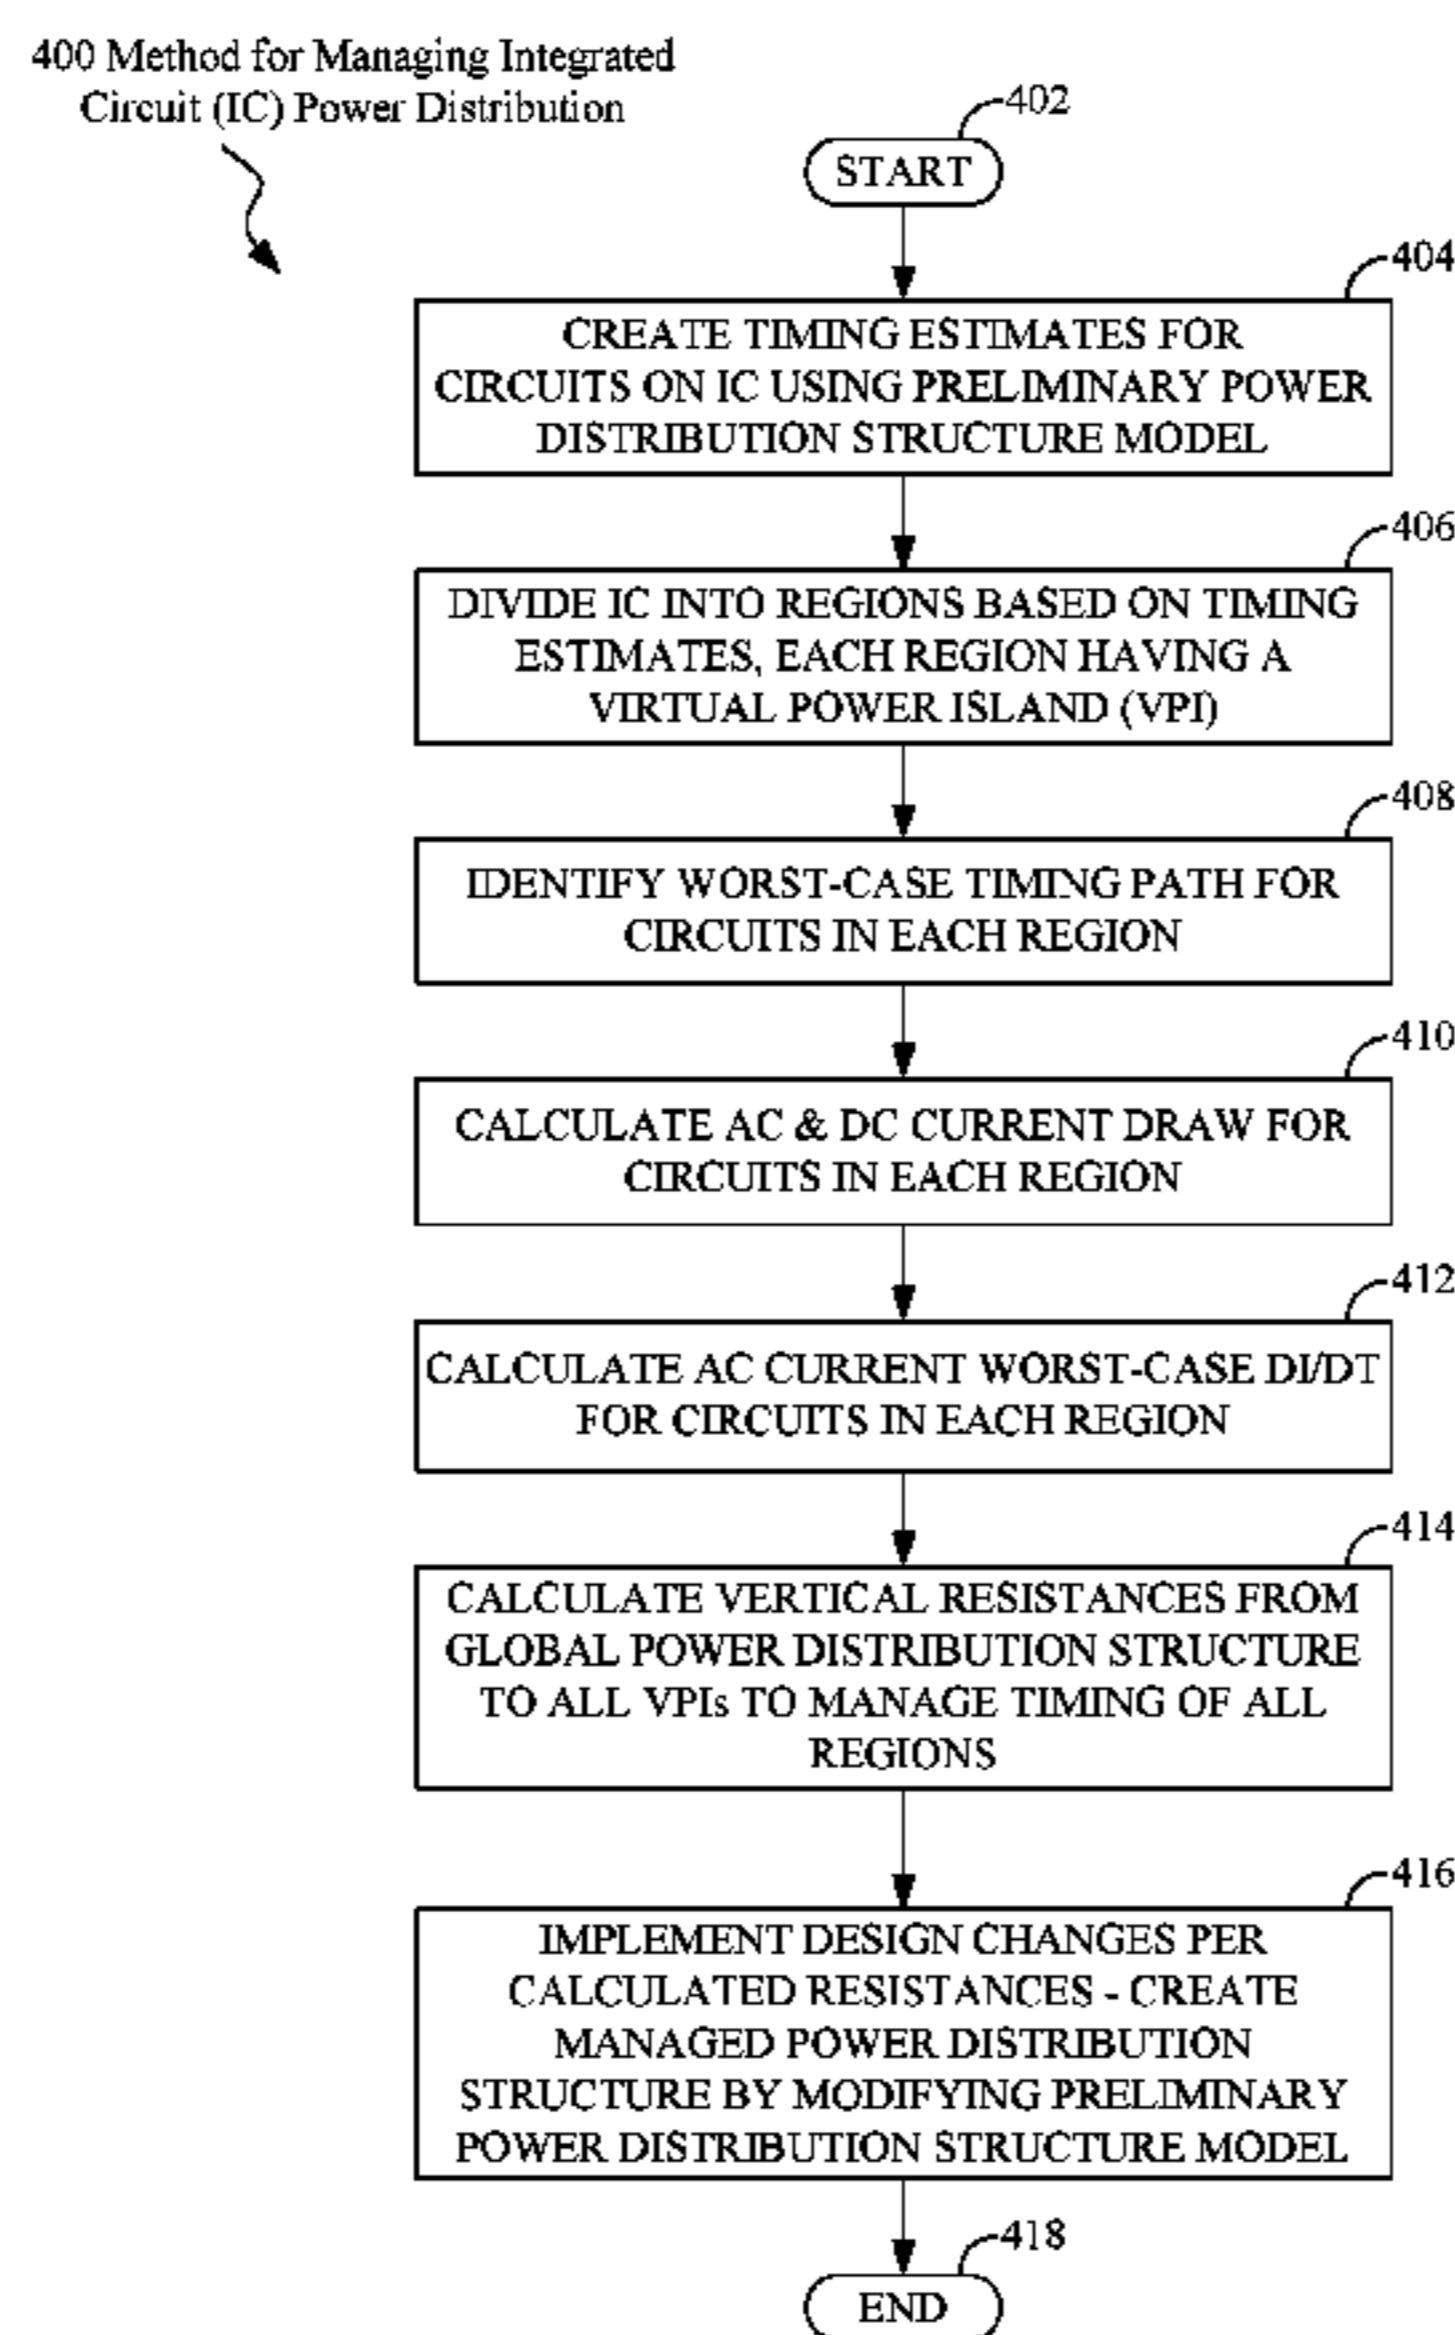 400 Method for Managing Integrated
Circuit (IC) Power Distribution
402
START
404
CREATE TIMING ESTIMATES FOR
CIRCUITS ON IC USING PRELIMINARY POWER
DISTRIBUTION STRUCTURE MODEL
406
DIVIDE IC INTO REGIONS BASED ON TIMING
ESTIMATES, EACH REGION HAVING A
VIRTUAL POWER ISLAND (VPI)
408
IDENTIFY WORST-CASE TIMING PATH FOR
CIRCUITS IN EACH REGION
410
CALCULATE AC & DC CURRENT DRAW FOR
CIRCUITS IN EACH REGION
412
CALCULATE AC CURRENT WORST-CASE DI/DT
FOR CIRCUITS IN EACH REGION
414
CALCULATE VERTICAL RESISTANCES FROM
GLOBAL POWER DISTRIBUTION STRUCTURE
TO ALL VPIs TO MANAGE TIMING OF ALL
REGIONS
416
IMPLEMENT DESIGN CHANGES PER
CALCULATED RESISTANCES - CREATE
MANAGED POWER DISTRIBUTION
STRUCTURE BY MODIFYING PRELIMINARY
POWER DISTRIBUTION STRUCTURE MODEL
418
END